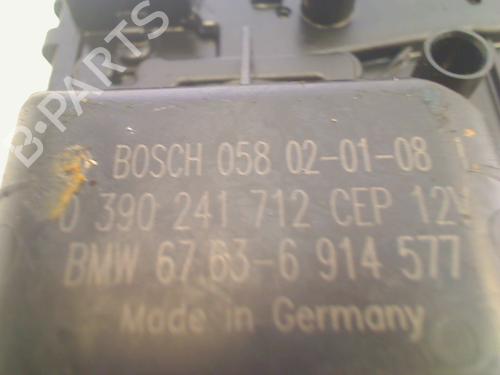 B-PARTS
BOSCH 058 02-01-08 1
0 390 241 712 CEP 12V
BMW 67.63-6 914 577
Made in Germany